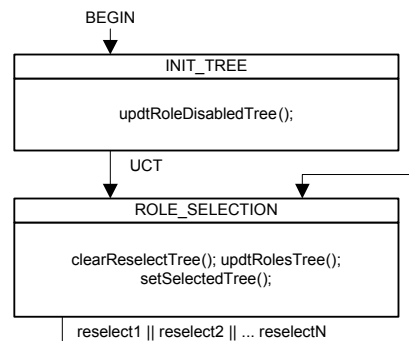 BEGIN
INIT_TREE
updtRoleDisabledTree();
UCT
ROLE_SELECTION
clearReselectTree(); updtRolesTree();
setSelectedTree();
reselect1 || reselect2 || ... reselectN